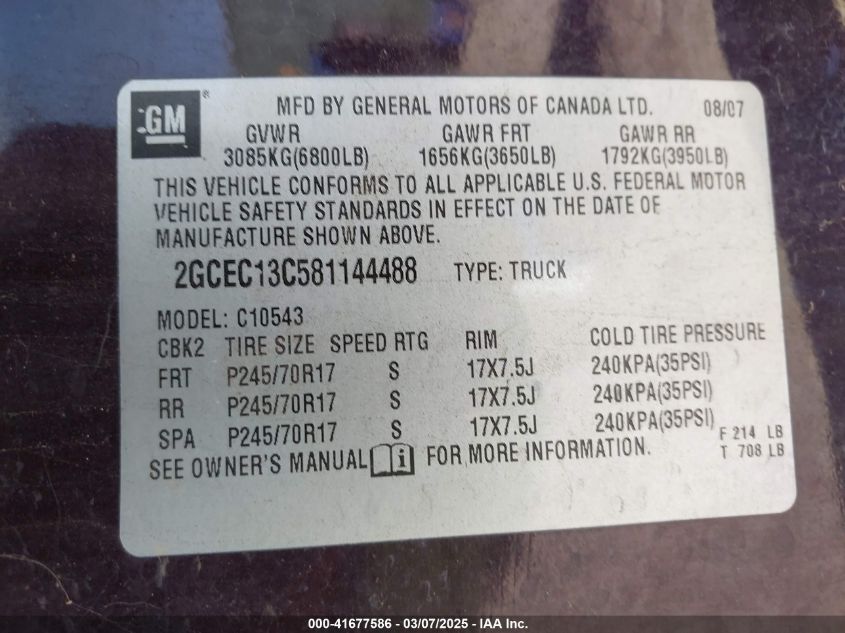 GM ®
MFD BY GENERAL MOTORS OF CANADA LTD. 08/07
GVWR GAWR FRT GAWR RR
3085KG(6800LB) 1656KG(3650LB) 1792KG(3950LB)
THIS VEHICLE CONFORMS TO ALL APPLICABLE U.S. FEDERAL MOTOR
VEHICLE SAFETY STANDARDS IN EFFECT ON THE DATE OF
MANUFACTURE SHOWN ABOVE.
2GCEC13C581144488 TYPE: TRUCK
MODEL: C10543
CBK2 TIRE SIZE SPEED RTG RIM COLD TIRE PRESSURE
FRT P245/70R17 S 17X7.5J 240KPA(35PSI)
RR P245/70R17 S 17X7.5J 240KPA(35PSI)
SPA P245/70R17 S 17X7.5J 240KPA(35PSI)
F 214 LB
T 708 LB
SEE OWNER'S MANUAL i FOR MORE INFORMATION.
000-41677586 - 03/07/2025 - IAA Inc.